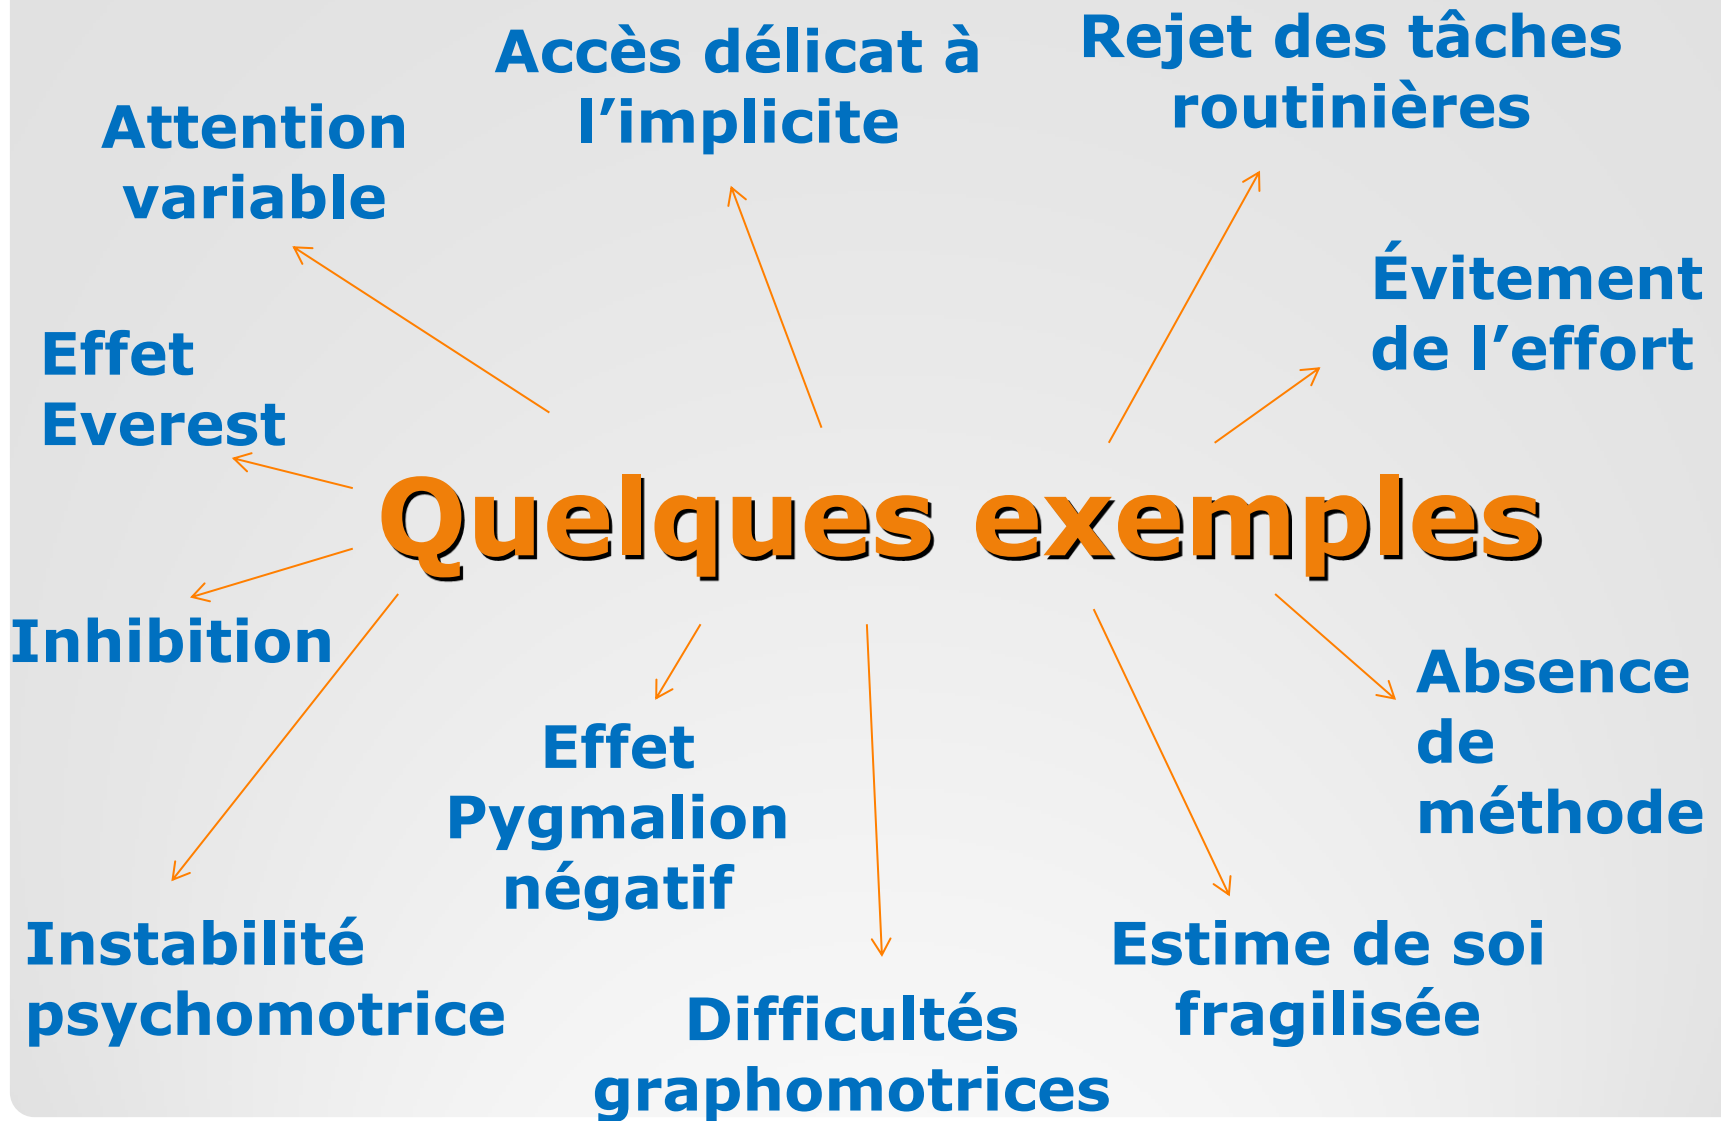 Accès délicat à
l’implicite
Rejet des tâches
routinières
Attention
variable
Évitement
de l’effort
Effet
Everest
Quelques exemples
Inhibition
Absence
de
méthode
Effet
Pygmalion
négatif
Instabilité
psychomotrice
Estime de soi
fragilisée
Difficultés
graphomotrices